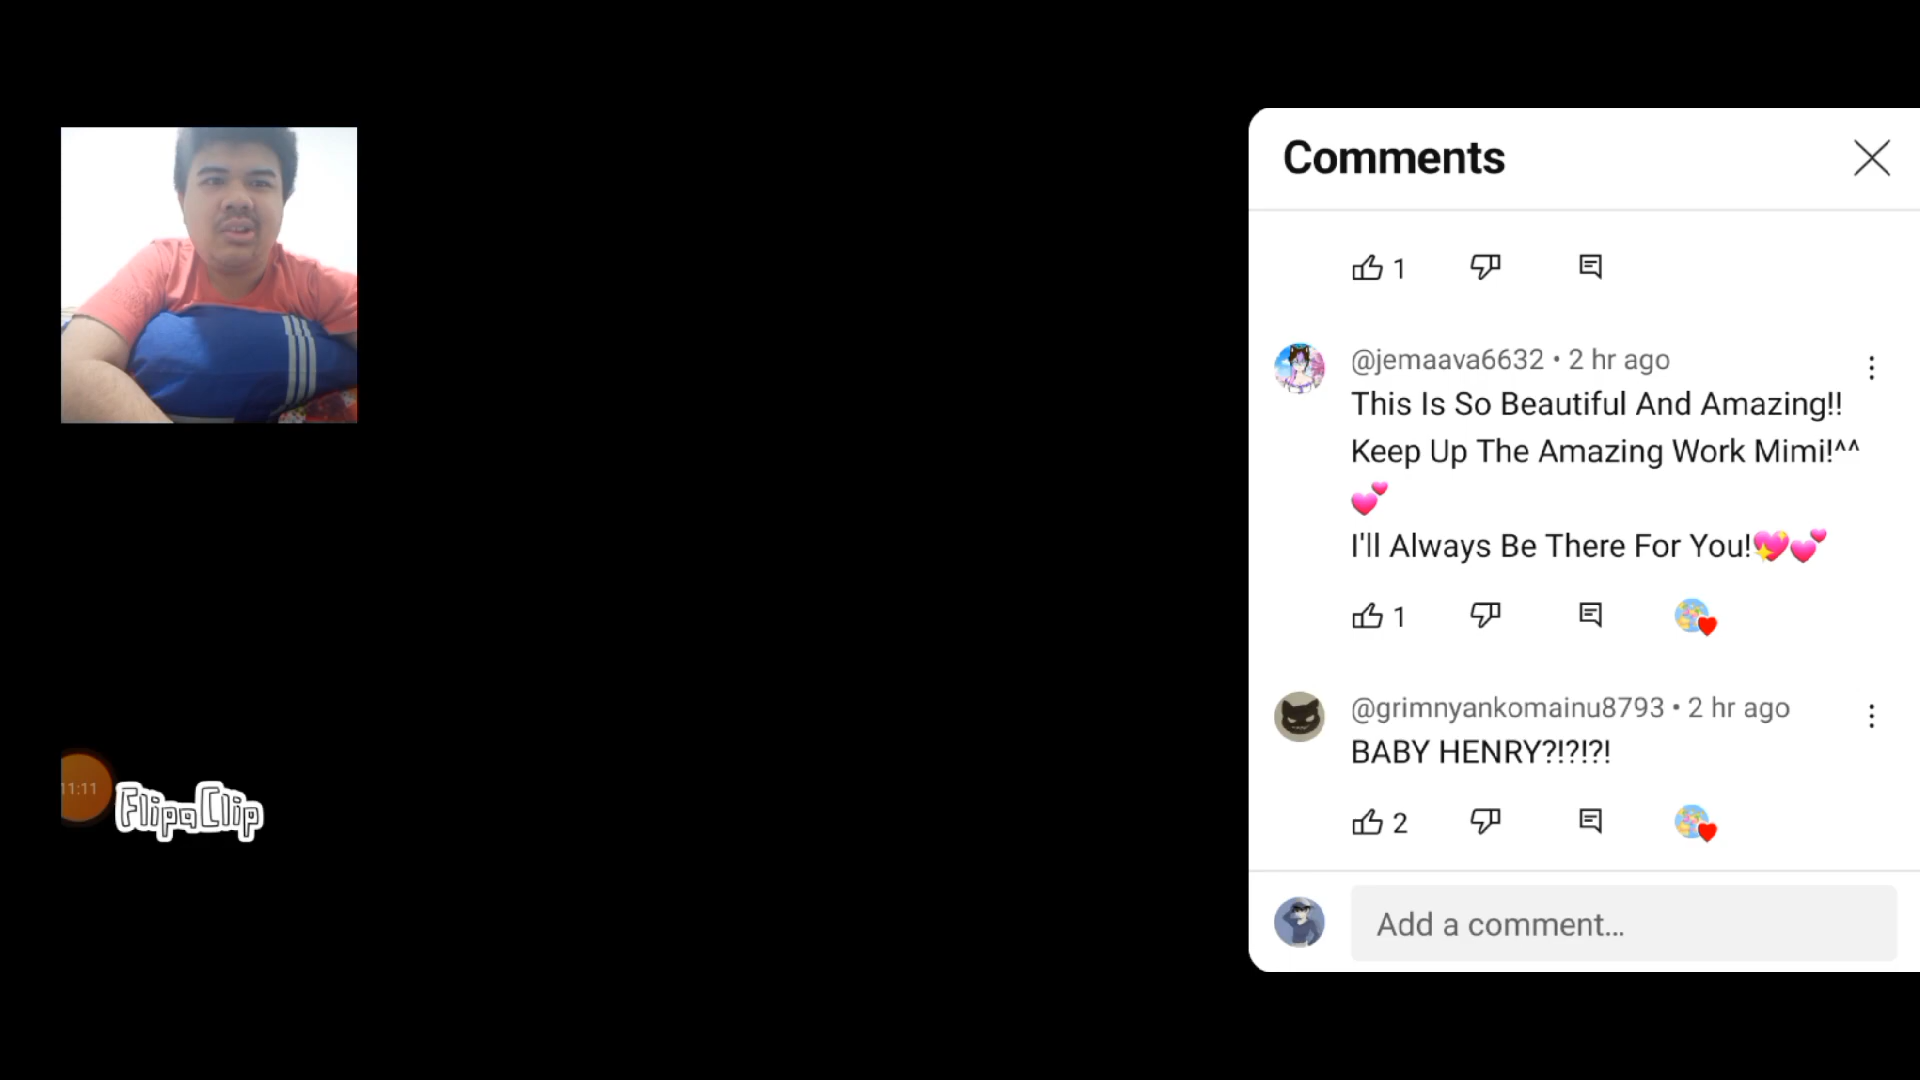 Comments
1
@jemaava6632 • 2 hr ago
This Is So Beautiful And Amazing!!
Keep Up The Amazing Work Mimi!^^
💕
I'll Always Be There For You!💖💕
1
@grimnyankomainu8793 • 2 hr ago
BABY HENRY?!?!?!
2
Add a comment...
11:11
FlipaClip